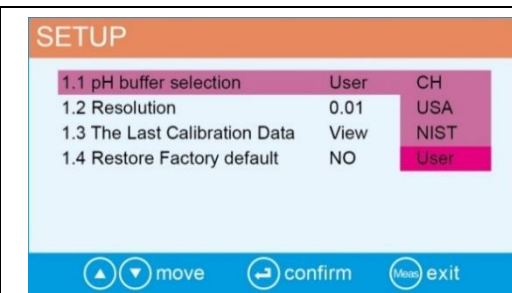 SETUP
1.1 pH buffer selection User CH
1.2 Resolution 0.01 USA
1.3 The Last Calibration Data View NIST
1.4 Restore Factory default NO User
move confirm Meas exit